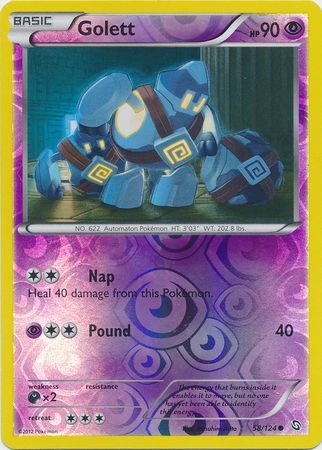 BASIC
Golett
HP 90
NO. 622 Automaton Pokémon HT: 3'03" WT: 202.8 lbs.
Nap
Heal 40 damage from this Pokémon.
Pound 40
weakness resistance
×2
retreat
The energy that burns inside it
enables it to move, but no one
has yet been able to identify
this energy.
©2012 Pokémon
58/124